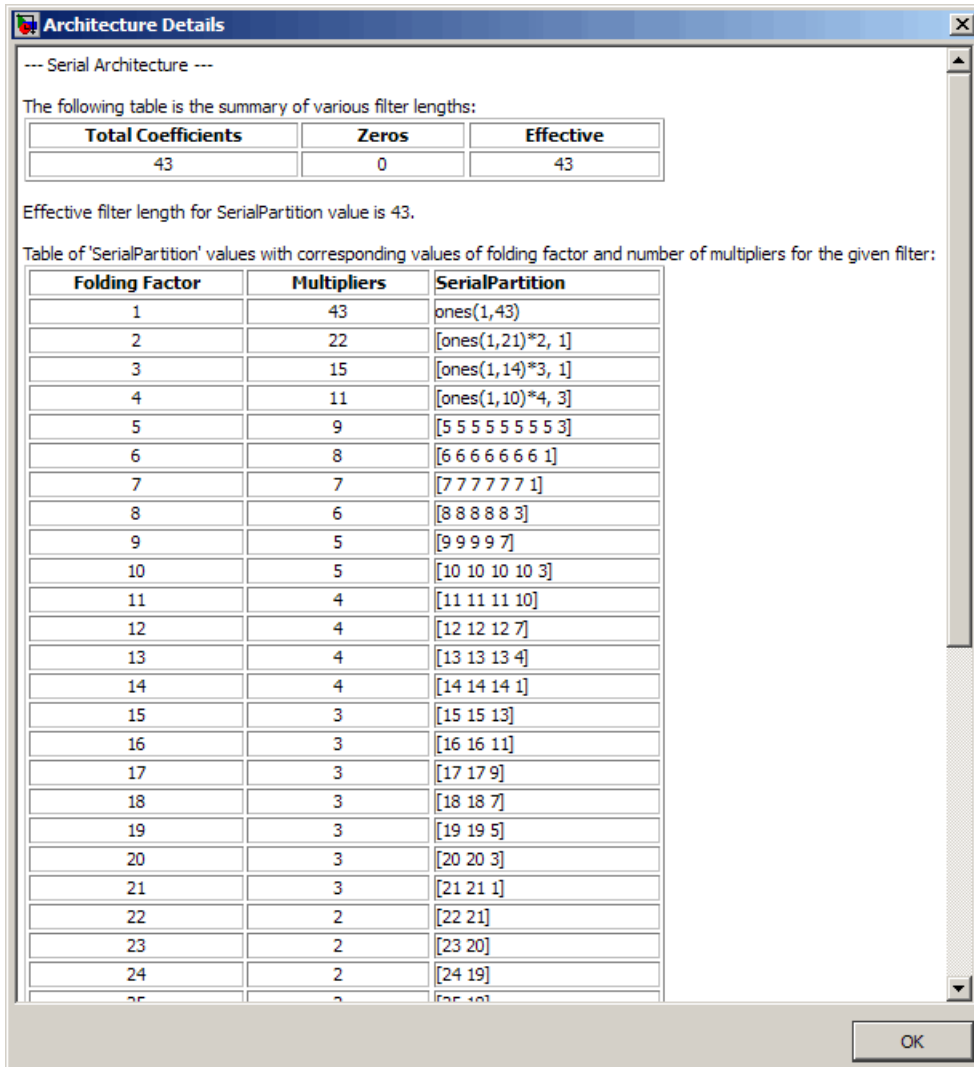 Architecture Details
--- Serial Architecture ---
The following table is the summary of various filter lengths:
Total Coefficients Zeros Effective
43 0 43
Effective filter length for SerialPartition value is 43.
Table of 'SerialPartition' values with corresponding values of folding factor and number of multipliers for the given filter:
Folding Factor Multipliers SerialPartition
1 43 ones(1,43)
2 22 [ones(1,21)*2, 1]
3 15 [ones(1,14)*3, 1]
4 11 [ones(1,10)*4, 3]
5 9 [5 5 5 5 5 5 5 5 3]
6 8 [6 6 6 6 6 6 6 1]
7 7 [7 7 7 7 7 7 1]
8 6 [8 8 8 8 8 3]
9 5 [9 9 9 9 7]
10 5 [10 10 10 10 3]
11 4 [11 11 11 10]
12 4 [12 12 12 7]
13 4 [13 13 13 4]
14 4 [14 14 14 1]
15 3 [15 15 13]
16 3 [16 16 11]
17 3 [17 17 9]
18 3 [18 18 7]
19 3 [19 19 5]
20 3 [20 20 3]
21 3 [21 21 1]
22 2 [22 21]
23 2 [23 20]
24 2 [24 19]
OK